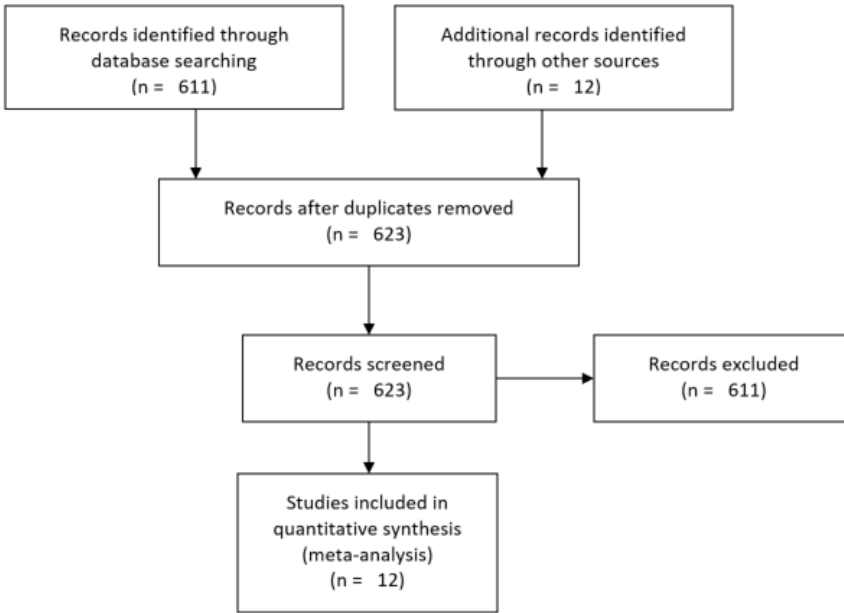 Records identified through
database searching
(n = 611)
Additional records identified
through other sources
(n = 12)
Records after duplicates removed
(n = 623)
Records screened
(n = 623)
Records excluded
(n = 611)
Studies included in
quantitative synthesis
(meta-analysis)
(n = 12)